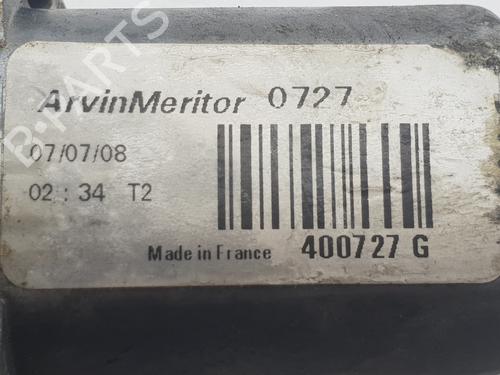 B-PARTS
ArvinMeritor 0727
07/07/08
02 : 34 T2
Made in France 400727 G